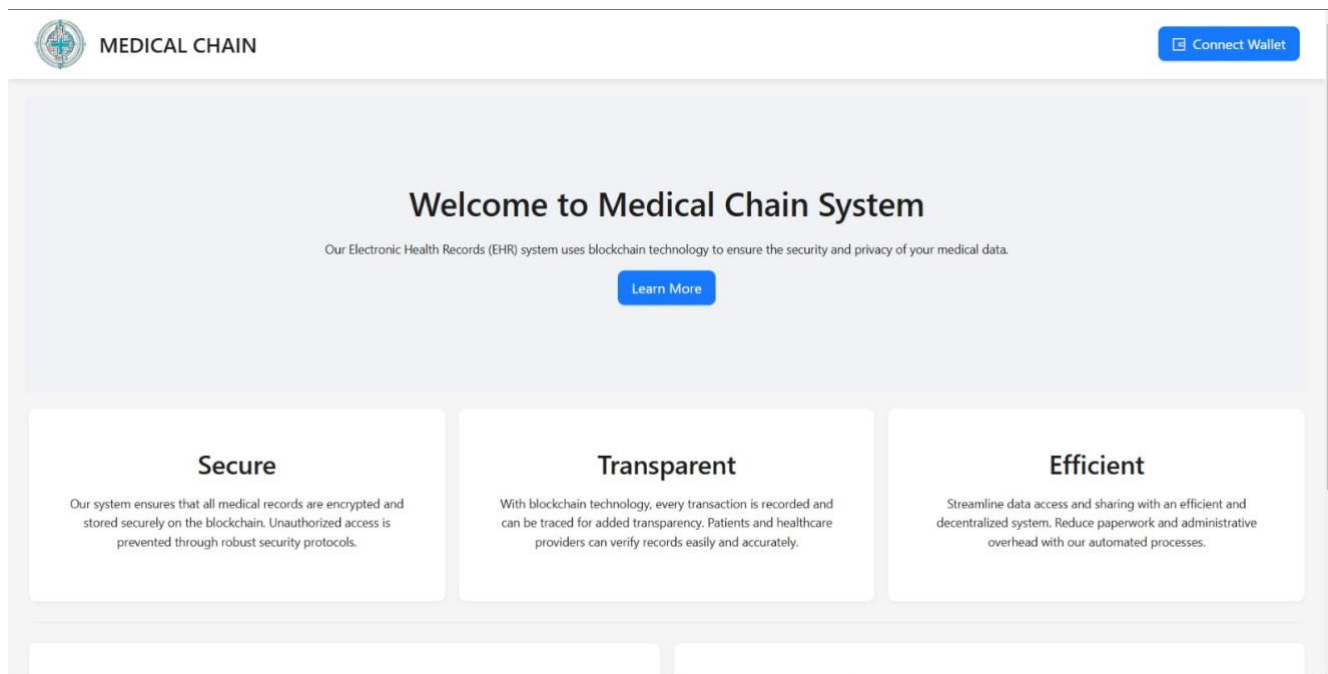 MEDICAL CHAIN
Connect Wallet
Welcome to Medical Chain System
Our Electronic Health Records (EHR) system uses blockchain technology to ensure the security and privacy of your medical data.
Learn More
Secure
Our system ensures that all medical records are encrypted and
stored securely on the blockchain. Unauthorized access is
prevented through robust security protocols.
Transparent
With blockchain technology, every transaction is recorded and
can be traced for added transparency. Patients and healthcare
providers can verify records easily and accurately.
Efficient
Streamline data access and sharing with an efficient and
decentralized system. Reduce paperwork and administrative
overhead with our automated processes.